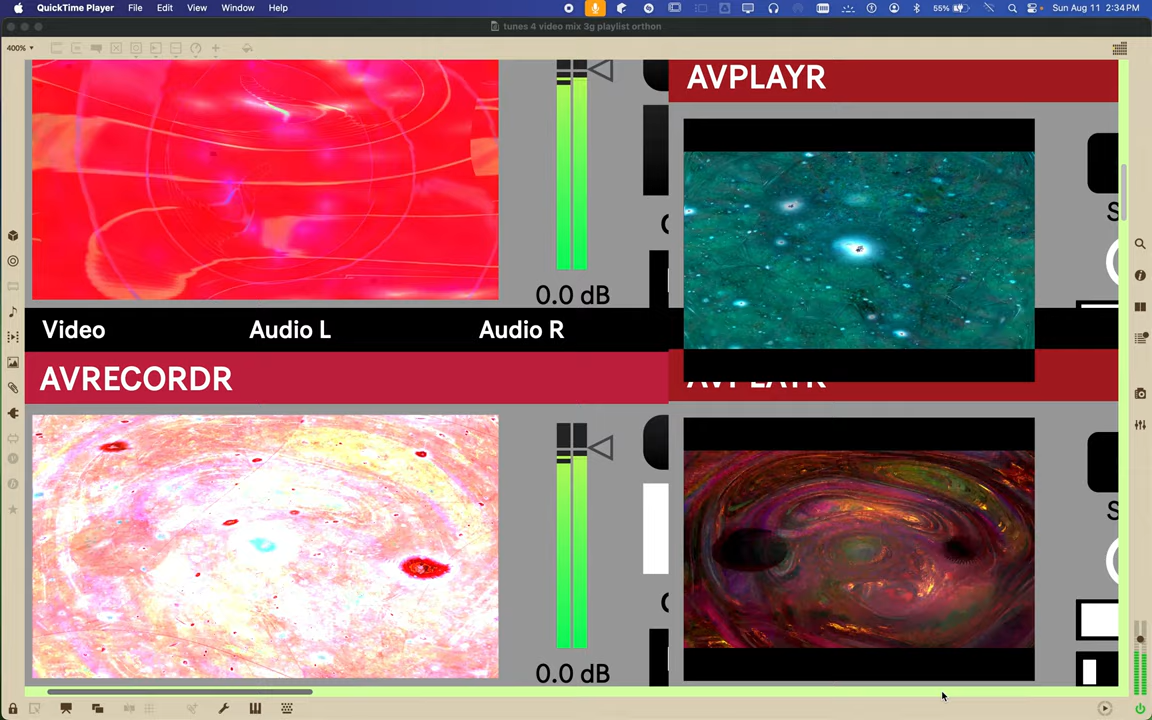 QuickTime Player File Edit View Window Help
55%
Sun Aug 11 2:34 PM
tunes 4 video mix 3g playlist orthon
400%
AVPLAYR
S
0.0 dB
Video Audio L Audio R
AVRECORDR
AVPLAYR
S
0.0 dB